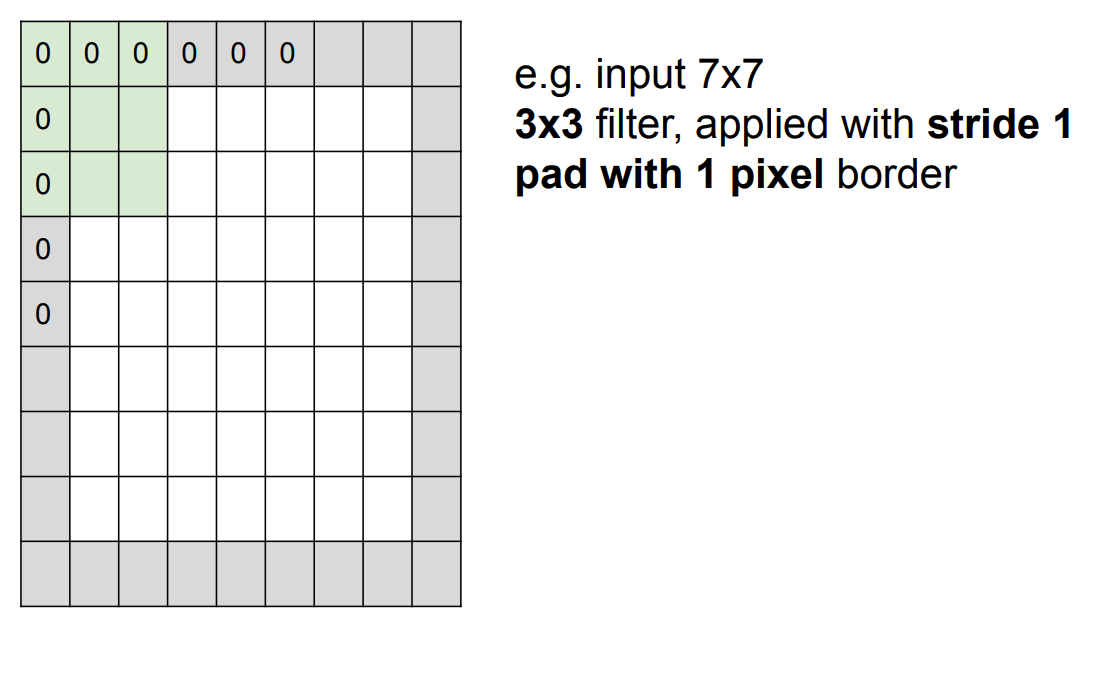 0 0 0 0 0 0
0
0
0
0
e.g. input 7x7
3x3 filter, applied with stride 1
pad with 1 pixel border